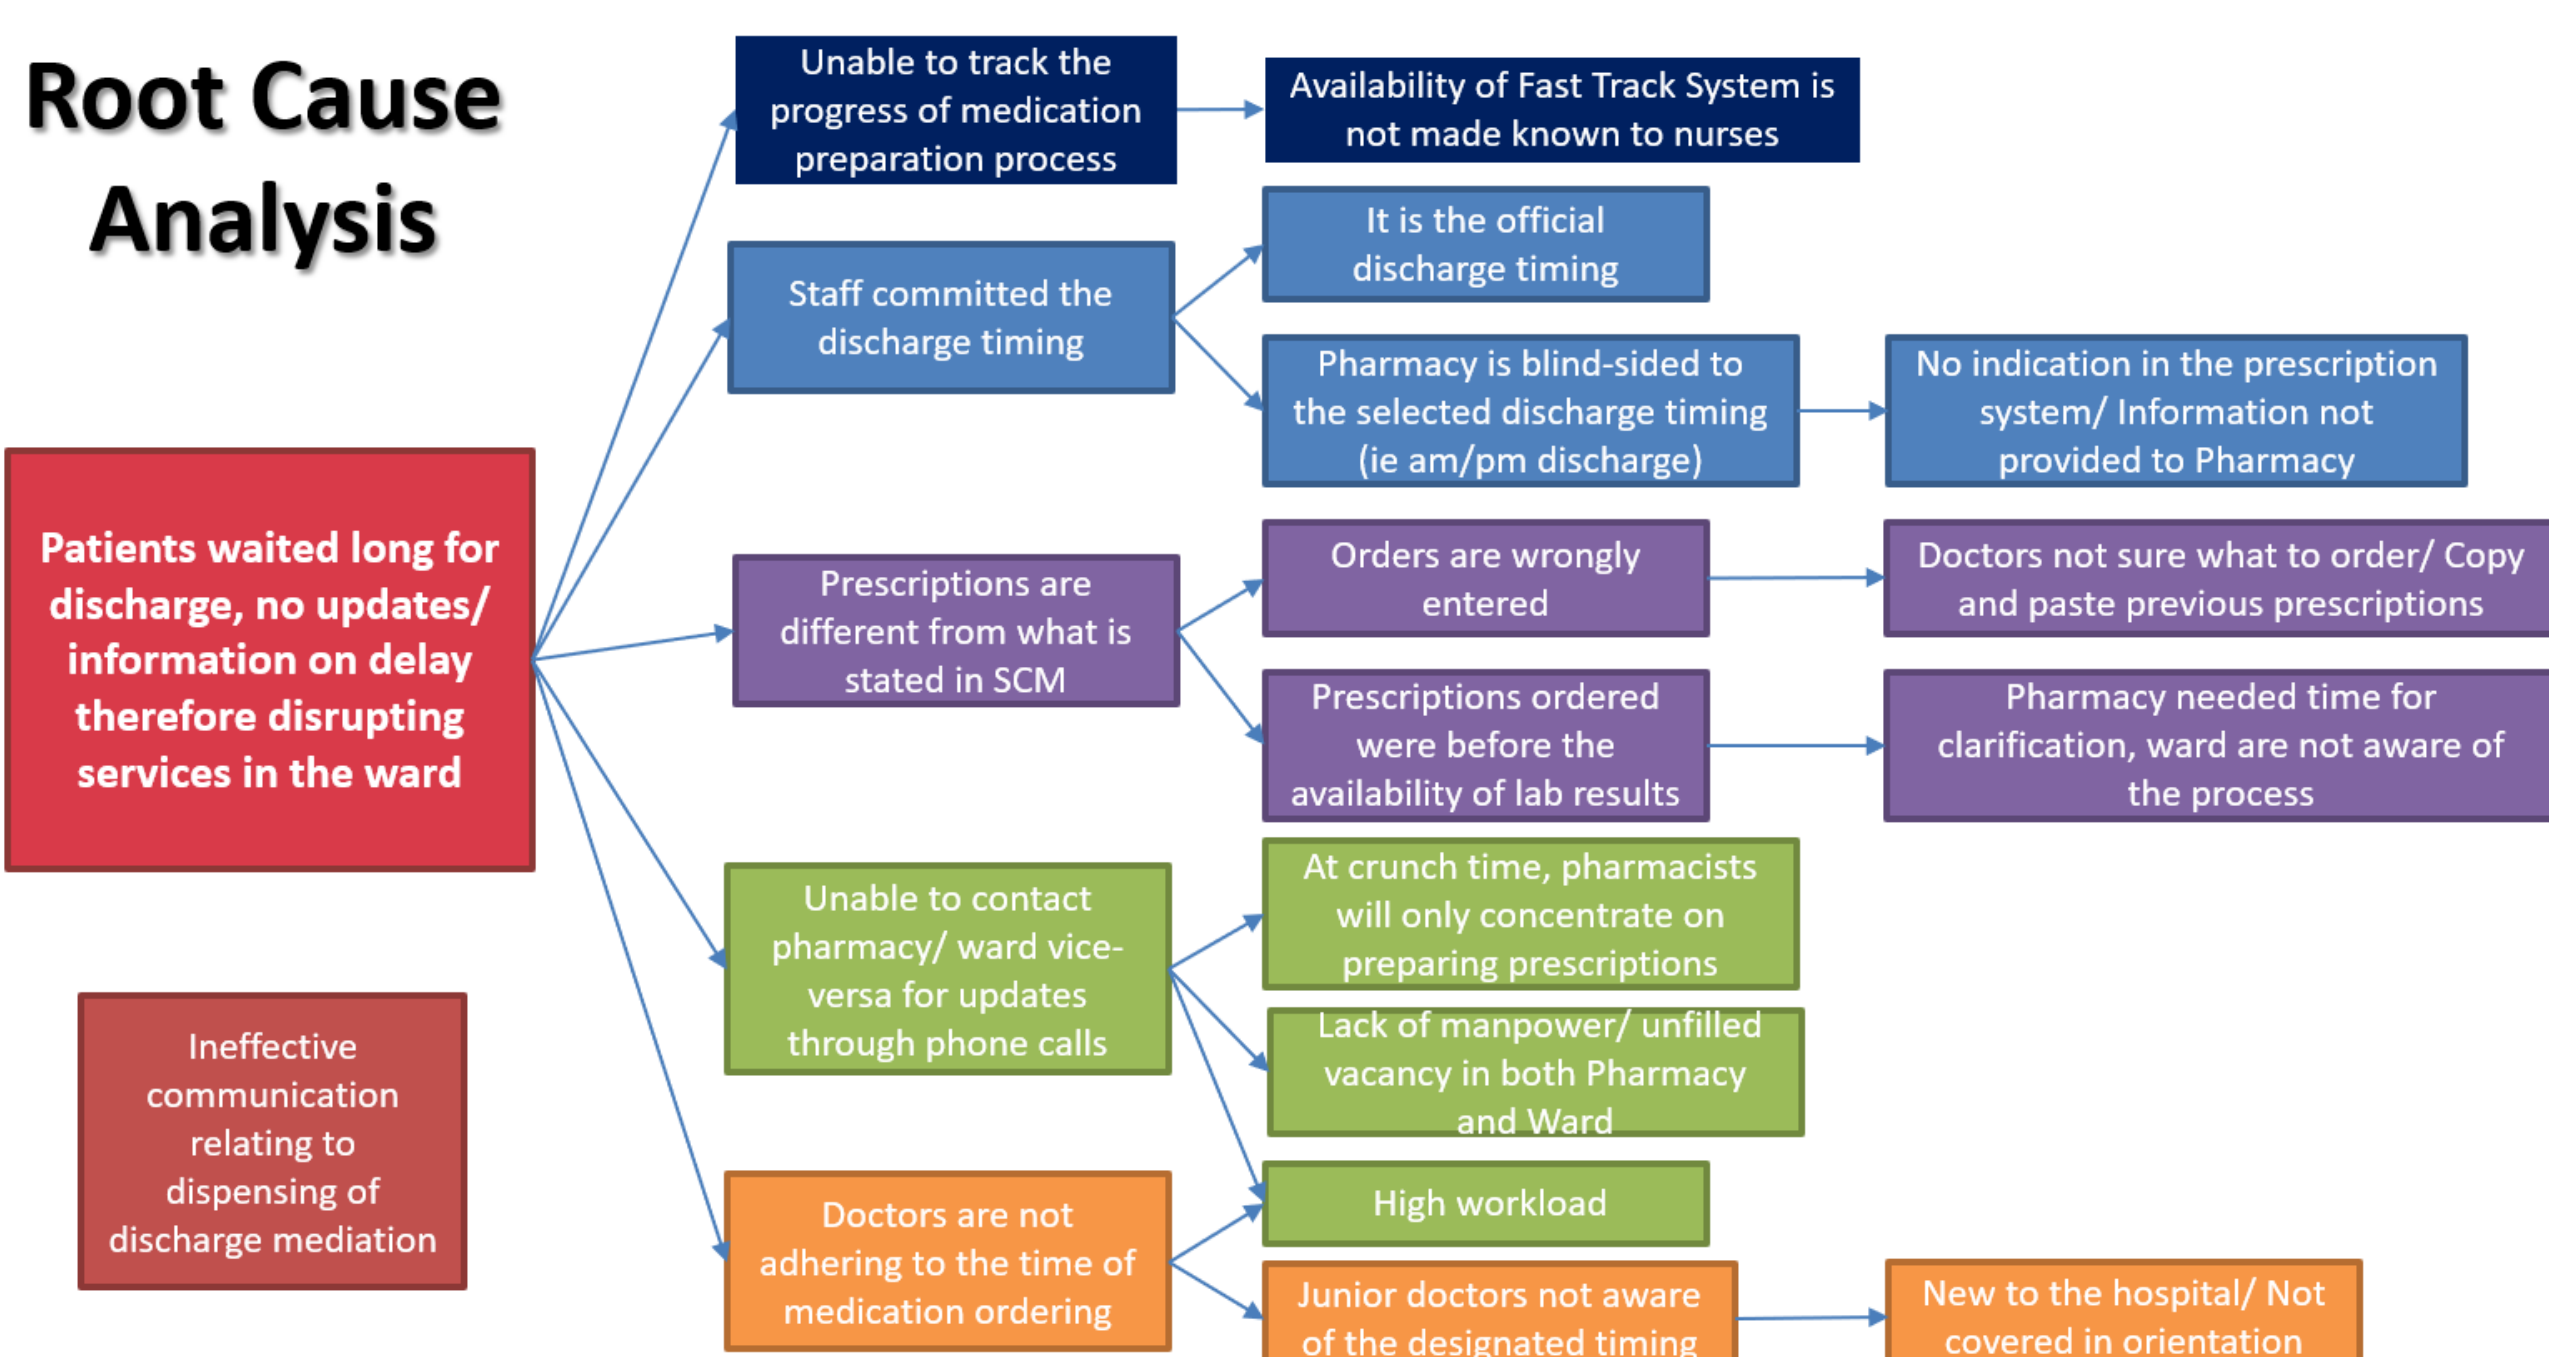 Root Cause
Analysis
Unable to track the
progress of medication
preparation process
Availability of Fast Track System is
not made known to nurses
Staff committed the
discharge timing
It is the official
discharge timing
Pharmacy is blind-sided to
the selected discharge timing
(ie am/pm discharge)
No indication in the prescription
system/ Information not
provided to Pharmacy
Patients waited long for
discharge, no updates/
information on delay
therefore disrupting
services in the ward
Prescriptions are
different from what is
stated in SCM
Orders are wrongly
entered
Doctors not sure what to order/ Copy
and paste previous prescriptions
Prescriptions ordered
were before the
availability of lab results
Pharmacy needed time for
clarification, ward are not aware of
the process
Unable to contact
pharmacy/ ward vice-
versa for updates
through phone calls
At crunch time, pharmacists
will only concentrate on
preparing prescriptions
Lack of manpower/ unfilled
vacancy in both Pharmacy
and Ward
High workload
Ineffective
communication
relating to
dispensing of
discharge mediation
Doctors are not
adhering to the time of
medication ordering
Junior doctors not aware
of the designated timing
New to the hospital/ Not
covered in orientation